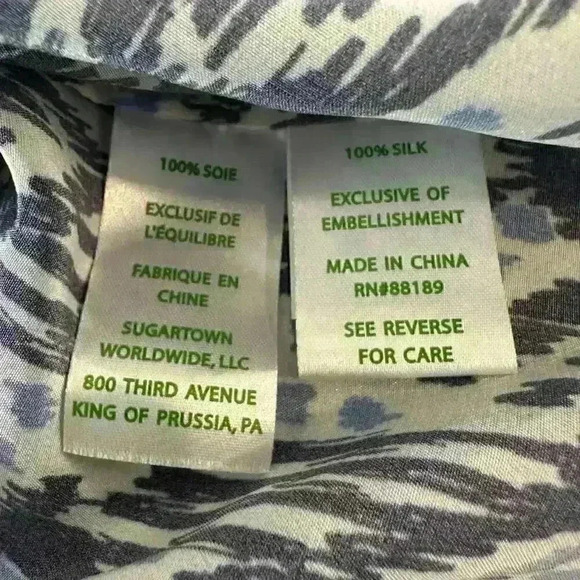 100% SOIE
EXCLUSIF DE
L'ÉQUILIBRE
FABRIQUE EN
CHINE
SUGARTOWN
WORLDWIDE, LLC
800 THIRD AVENUE
KING OF PRUSSIA, PA
100% SILK
EXCLUSIVE OF
EMBELLISHMENT
MADE IN CHINA
RN#88189
SEE REVERSE
FOR CARE